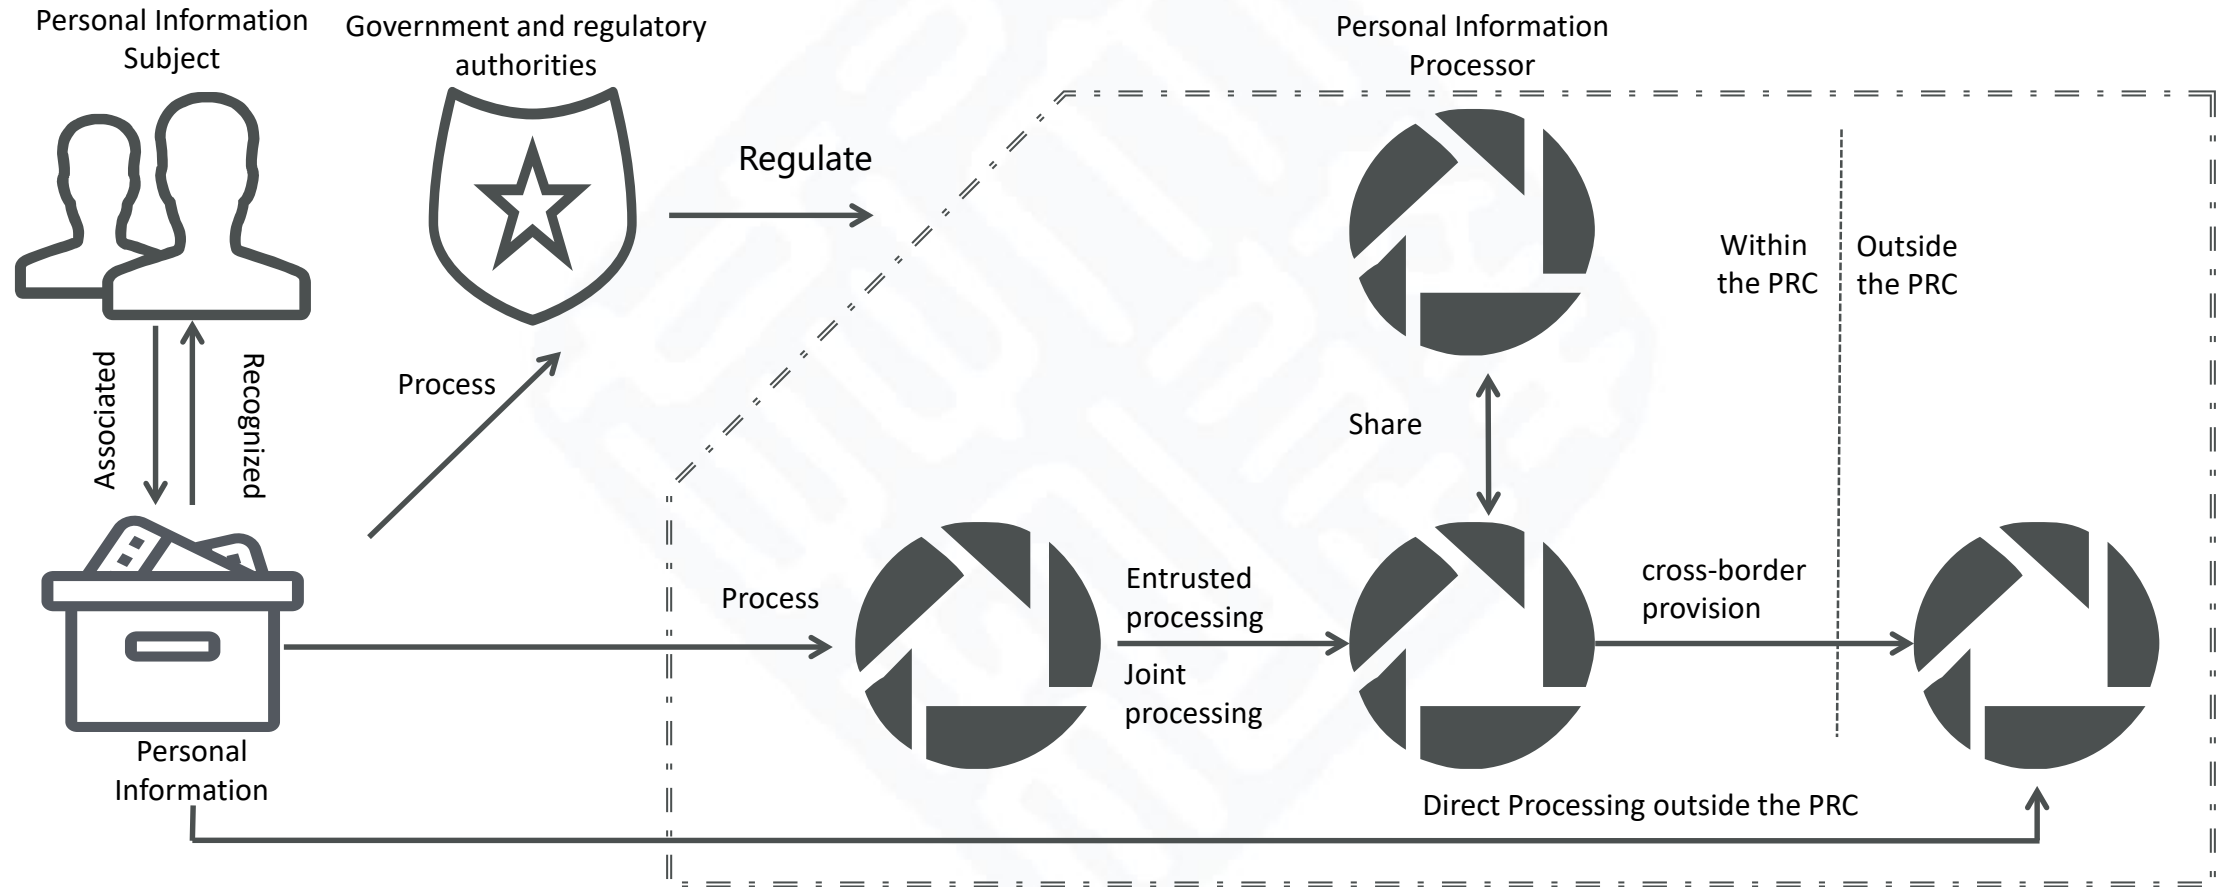 Personal Information
Subject
Government and regulatory
authorities
Personal Information
Processor
Regulate
Within
the PRC
Outside
the PRC
Associated
Recognized
Process
Share
Process
Entrusted
processing
Joint
processing
cross-border
provision
Personal
Information
Direct Processing outside the PRC